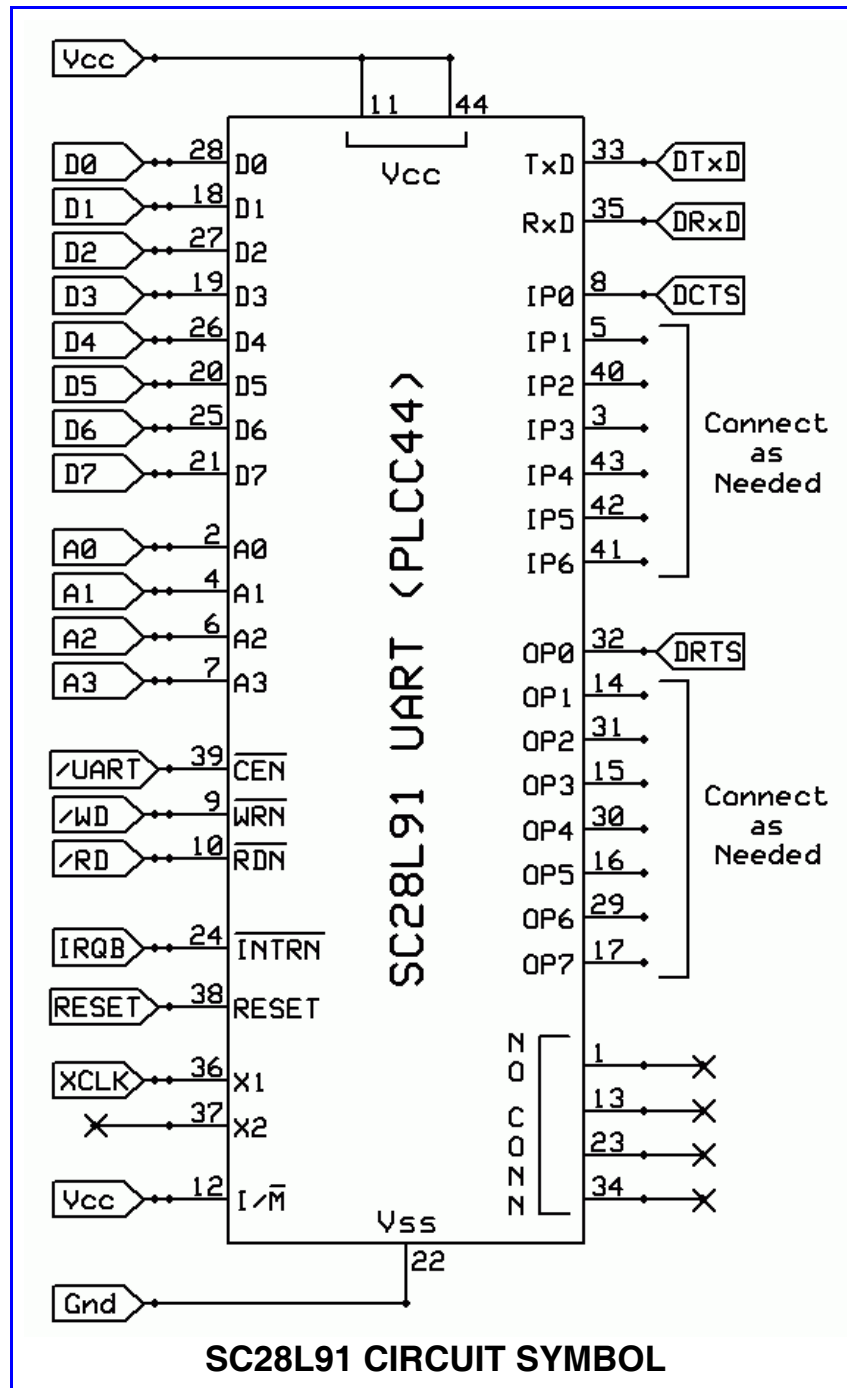 Vcc
11 44
Vcc
D0 28 D0
D1 18 D1
D2 27 D2
D3 19 D3
D4 26 D4
D5 20 D5
D6 25 D6
D7 21 D7
A0 2 A0
A1 4 A1
A2 6 A2
A3 7 A3
/UART 39 CEN
/WD 9 WRN
/RD 10 RDN
IRQB 24 INTRN
RESET 38 RESET
XCLK 36 X1
37 X2
Vcc 12 I/M
Vss
22
Gnd
SC28L91 UART (PLCC44)
TxD 33 DTxD
RxD 35 DRxD
IP0 8 DCTS
IP1 5
IP2 40
IP3 3
IP4 43
IP5 42
IP6 41
Connect
as
Needed
OP0 32 DRTS
OP1 14
OP2 31
OP3 15
OP4 30
OP5 16
OP6 29
OP7 17
Connect
as
Needed
NO CONN
1
13
23
34
SC28L91 CIRCUIT SYMBOL